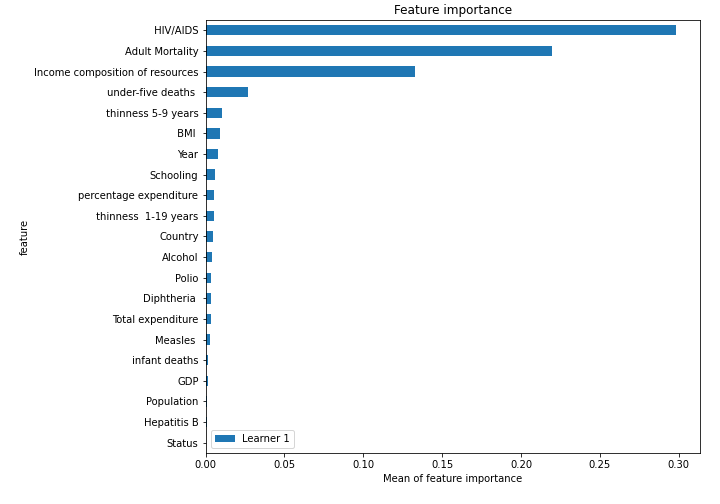 Feature importance
HIV/AIDS
Adult Mortality
Income composition of resources
under-five deaths
thinness 5-9 years
BMI
Year
Schooling
percentage expenditure
thinness  1-19 years
Country
Alcohol
Polio
Diphtheria
Total expenditure
Measles
infant deaths
GDP
Population
Hepatitis B
Status
feature
Learner 1
0.00 0.05 0.10 0.15 0.20 0.25 0.30
Mean of feature importance